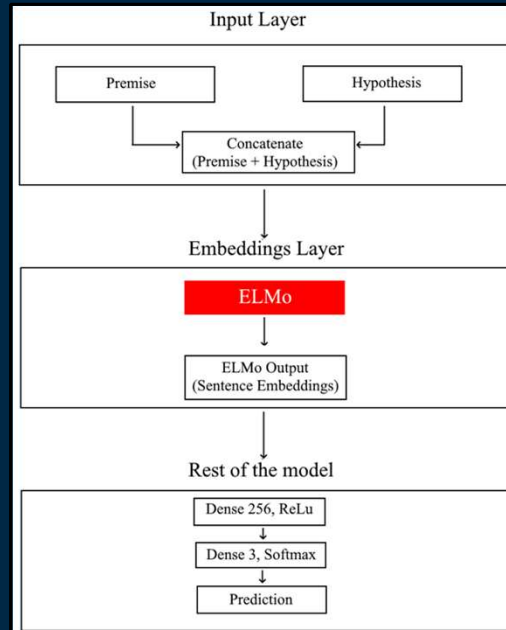 Input Layer
Premise
Hypothesis
Concatenate
(Premise + Hypothesis)
Embeddings Layer
ELMo
ELMo Output
(Sentence Embeddings)
Rest of the model
Dense 256, ReLu
Dense 3, Softmax
Prediction